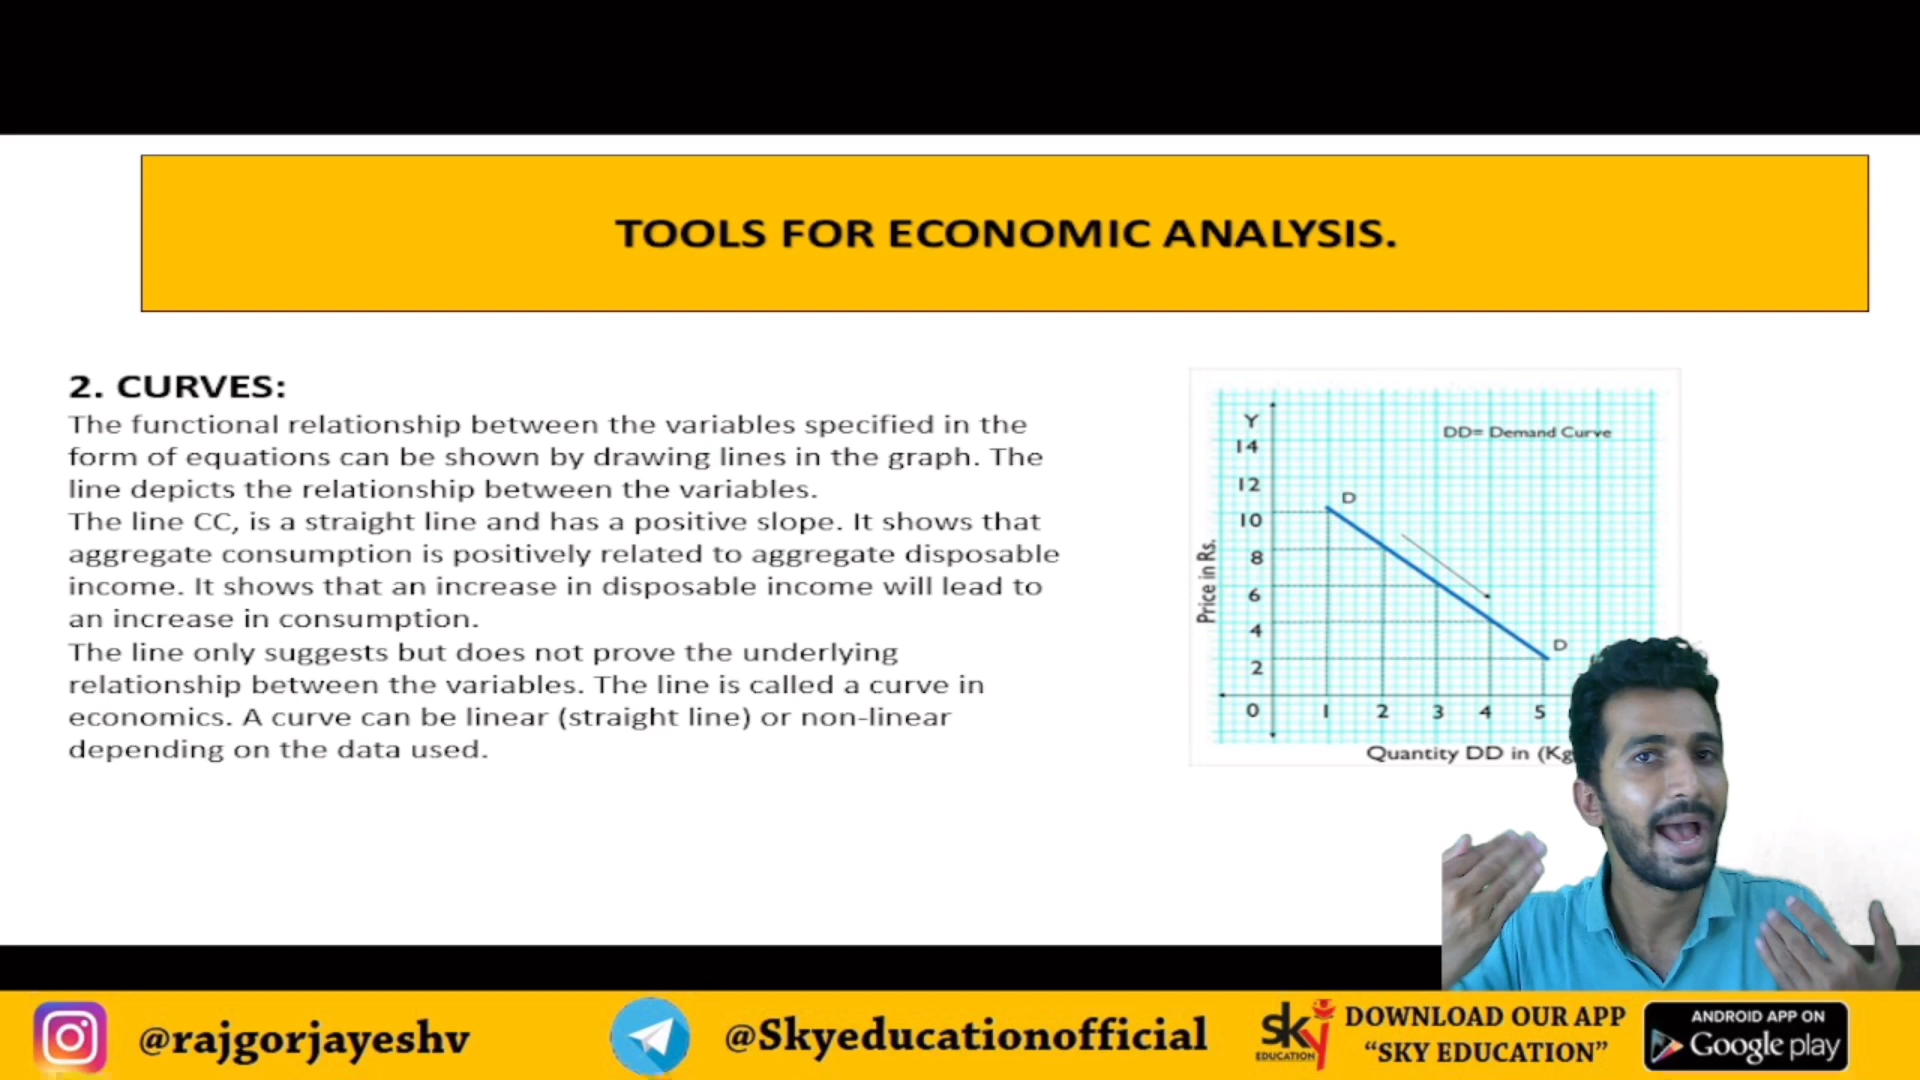 TOOLS FOR ECONOMIC ANALYSIS.
2. CURVES:
The functional relationship between the variables specified in the
form of equations can be shown by drawing lines in the graph. The
line depicts the relationship between the variables.
The line CC, is a straight line and has a positive slope. It shows that
aggregate consumption is positively related to aggregate disposable
income. It shows that an increase in disposable income will lead to
an increase in consumption.
The line only suggests but does not prove the underlying
relationship between the variables. The line is called a curve in
economics. A curve can be linear (straight line) or non-linear
depending on the data used.
Y
DD= Demand Curve
14
12
D
10
8
6
4
D
2
0 1 2 3 4 5
Price in Rs.
Quantity DD in (Kg
@rajgorjayeshv
@Skyeducationofficial
sky
EDUCATION
DOWNLOAD OUR APP
“SKY EDUCATION”
ANDROID APP ON
Google play